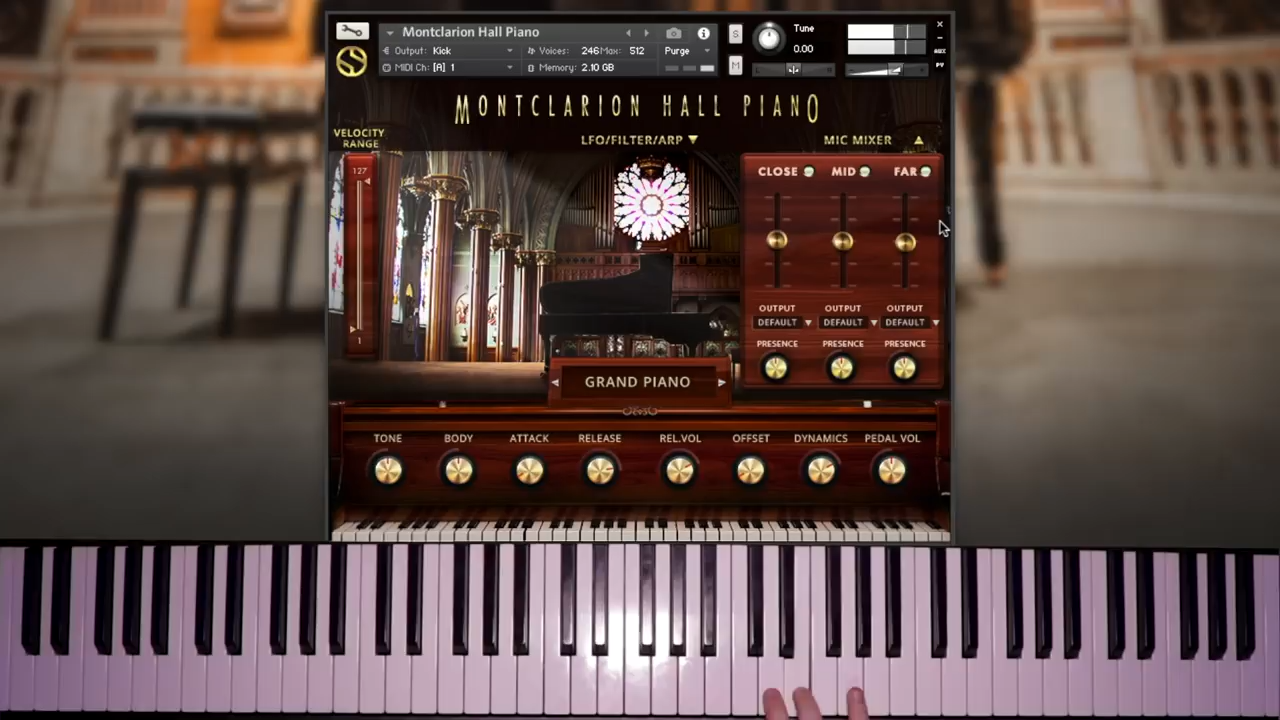 Montclarion Hall Piano
Output: Kick
Voices: 246 Max: 512
Purge
MIDI Ch: [A] 1
Memory: 2.10 GB
S
M
Tune
0.00
AUX
PV
MONTCLARION HALL PIANO
VELOCITY
RANGE
LFO/FILTER/ARP
MIC MIXER
127
1
CLOSE MID FAR
OUTPUT OUTPUT OUTPUT
DEFAULT DEFAULT DEFAULT
PRESENCE PRESENCE PRESENCE
GRAND PIANO
TONE BODY ATTACK RELEASE REL.VOL OFFSET DYNAMICS PEDAL VOL